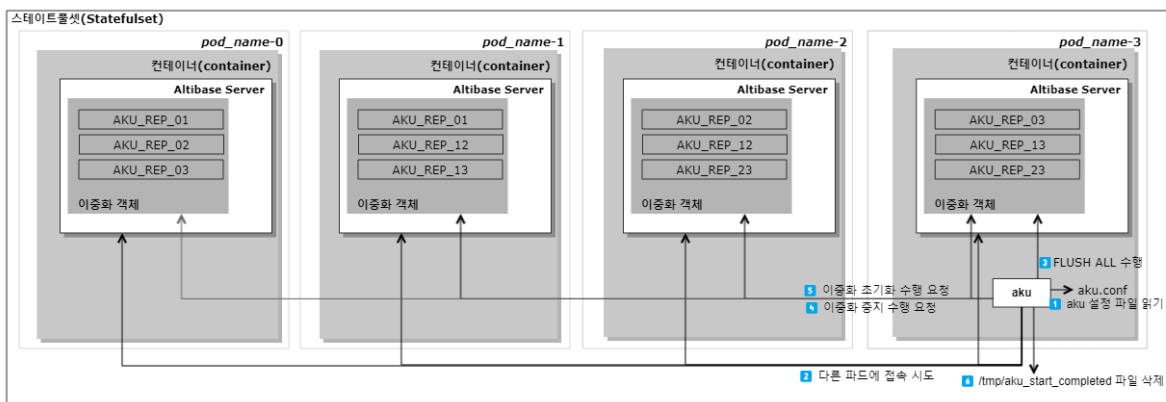 스테이트풀셋(Statefulset)
pod_name-0
컨테이너(container)
Altibase Server
AKU_REP_01
AKU_REP_02
AKU_REP_03
이중화 객체
pod_name-1
컨테이너(container)
Altibase Server
AKU_REP_01
AKU_REP_12
AKU_REP_13
이중화 객체
pod_name-2
컨테이너(container)
Altibase Server
AKU_REP_02
AKU_REP_12
AKU_REP_23
이중화 객체
pod_name-3
컨테이너(container)
Altibase Server
AKU_REP_03
AKU_REP_13
AKU_REP_23
이중화 객체
3 FLUSH ALL 수행
aku
aku.conf
1 aku 설정 파일 읽기
5 이중화 초기화 수행 요청
4 이중화 중지 수행 요청
2 다른 파드에 접속 시도
6 /tmp/aku_start_completed 파일 삭제